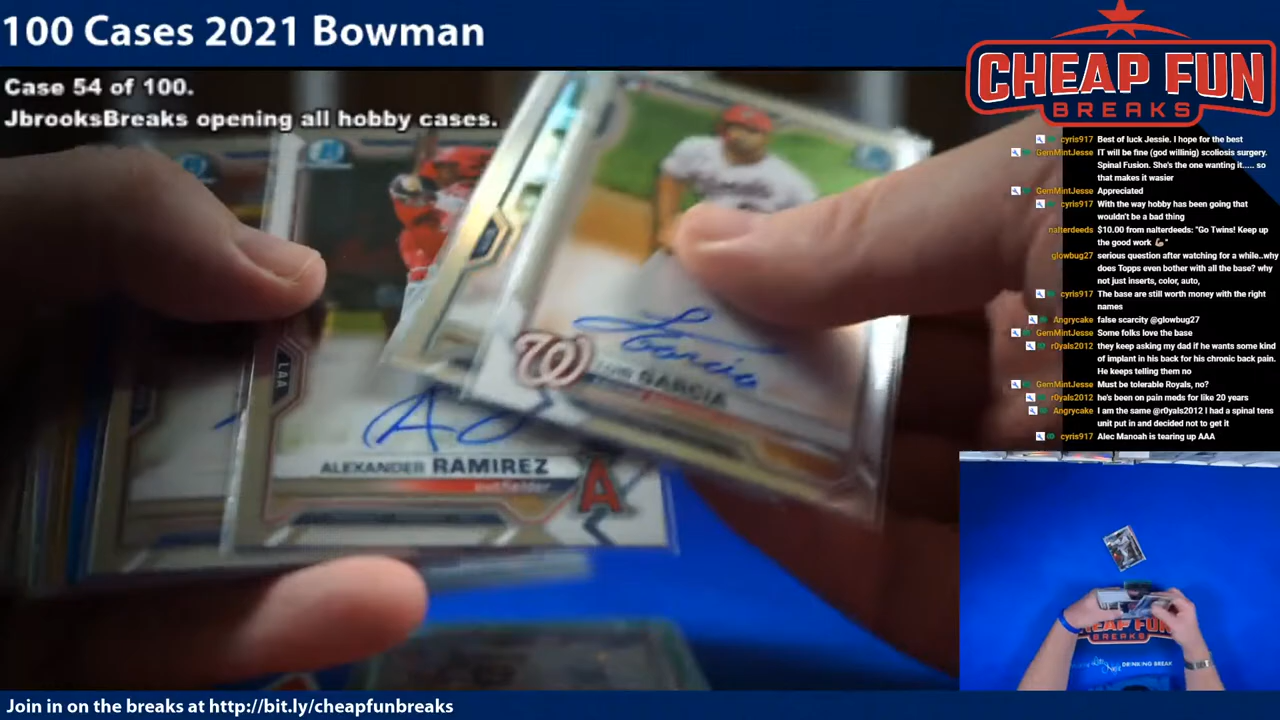 100 Cases 2021 Bowman
Case 54 of 100.
JbrooksBreaks opening all hobby cases.
CHEAP FUN
BREAKS
cyris917 Best of luck Jessie. I hope for the best
GemMintJesse IT will be fine (god willinig) scoliosis surgery.
Spinal Fusion. She's the one wanting it..... so
that makes it wasier
GemMintJesse Appreciated
cyris917 With the way hobby has been going that
wouldn't be a bad thing
nalterdeeds $10.00 from nalterdeeds: "Go Twins! Keep up
the good work 💪🏼"
glowbug27 serious question after watching for a while..why
does Topps even bother with all the base? why
not just inserts, color, auto,
cyris917 The base are still worth money with the right
names
Angrycake false scarcity @glowbug27
GemMintJesse Some folks love the base
r0yals2012 they keep asking my dad if he wants some kind
of implant in his back for his chronic back pain.
He keeps telling them no
GemMintJesse Must be tolerable Royals, no?
r0yals2012 he's been on pain meds for like 20 years
Angrycake I am the same @r0yals2012 I had a spinal tens
unit put in and decided not to get it
cyris917 Alec Manoah is tearing up AAA
W
GARCIA
LAA
ALEXANDER RAMIREZ
outfielder
A
CHEAP FUN
BREAKS
DRINKING BREAK
Join in on the breaks at http://bit.ly/cheapfunbreaks